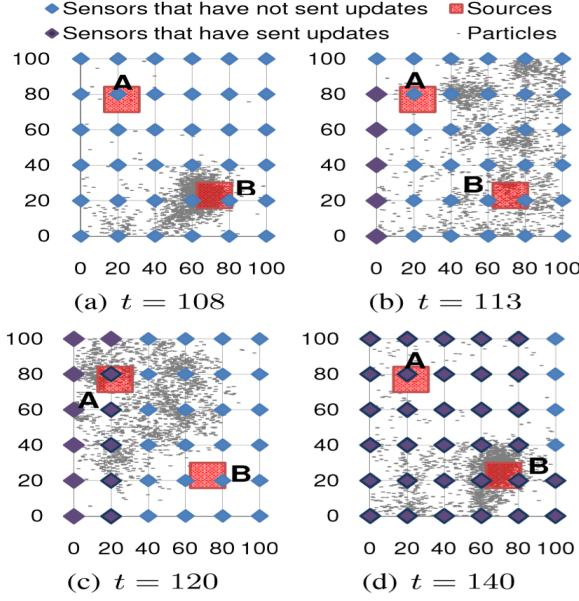 Sensors that have not sent updates Sources
Sensors that have sent updates Particles
100 100
A A
80 80
60 60
40 40
B B
20 20
0 0
0 20 40 60 80 100 0 20 40 60 80 100
(a) t = 108 (b) t = 113
100 100
A
80 80
A
60 60
40 40
B B
20 20
0 0
0 20 40 60 80 100 0 20 40 60 80 100
(c) t = 120 (d) t = 140